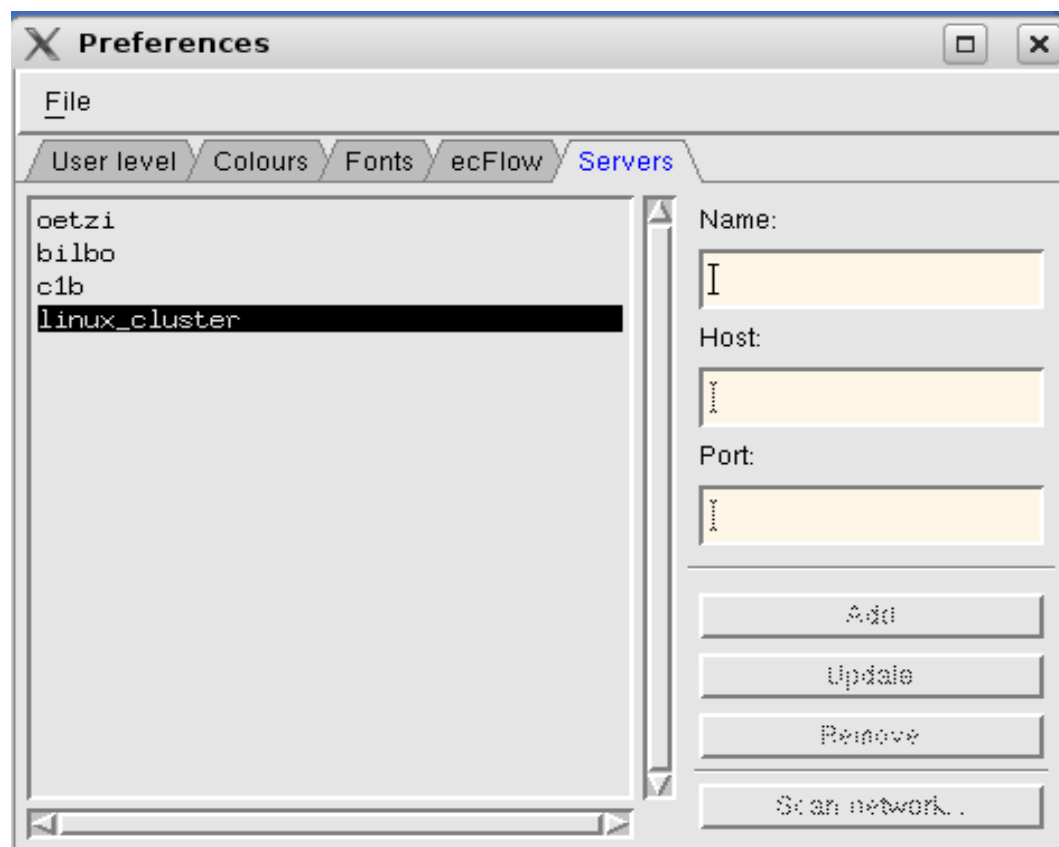 Preferences
File
User level Colours Fonts ecFlow Servers
oetzi
bilbo
c1b
linux_cluster
Name:
Host:
Port:
Add
Update
Remove
Scan network..